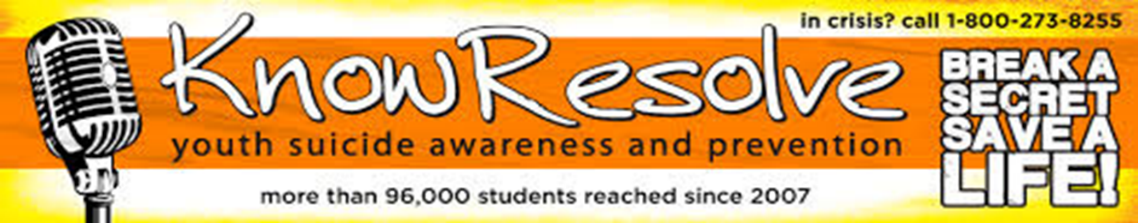 in crisis? call 1-800-273-8255
KnowResolve
youth suicide awareness and prevention
more than 96,000 students reached since 2007
BREAK A
SECRET
SAVE A
LIFE!